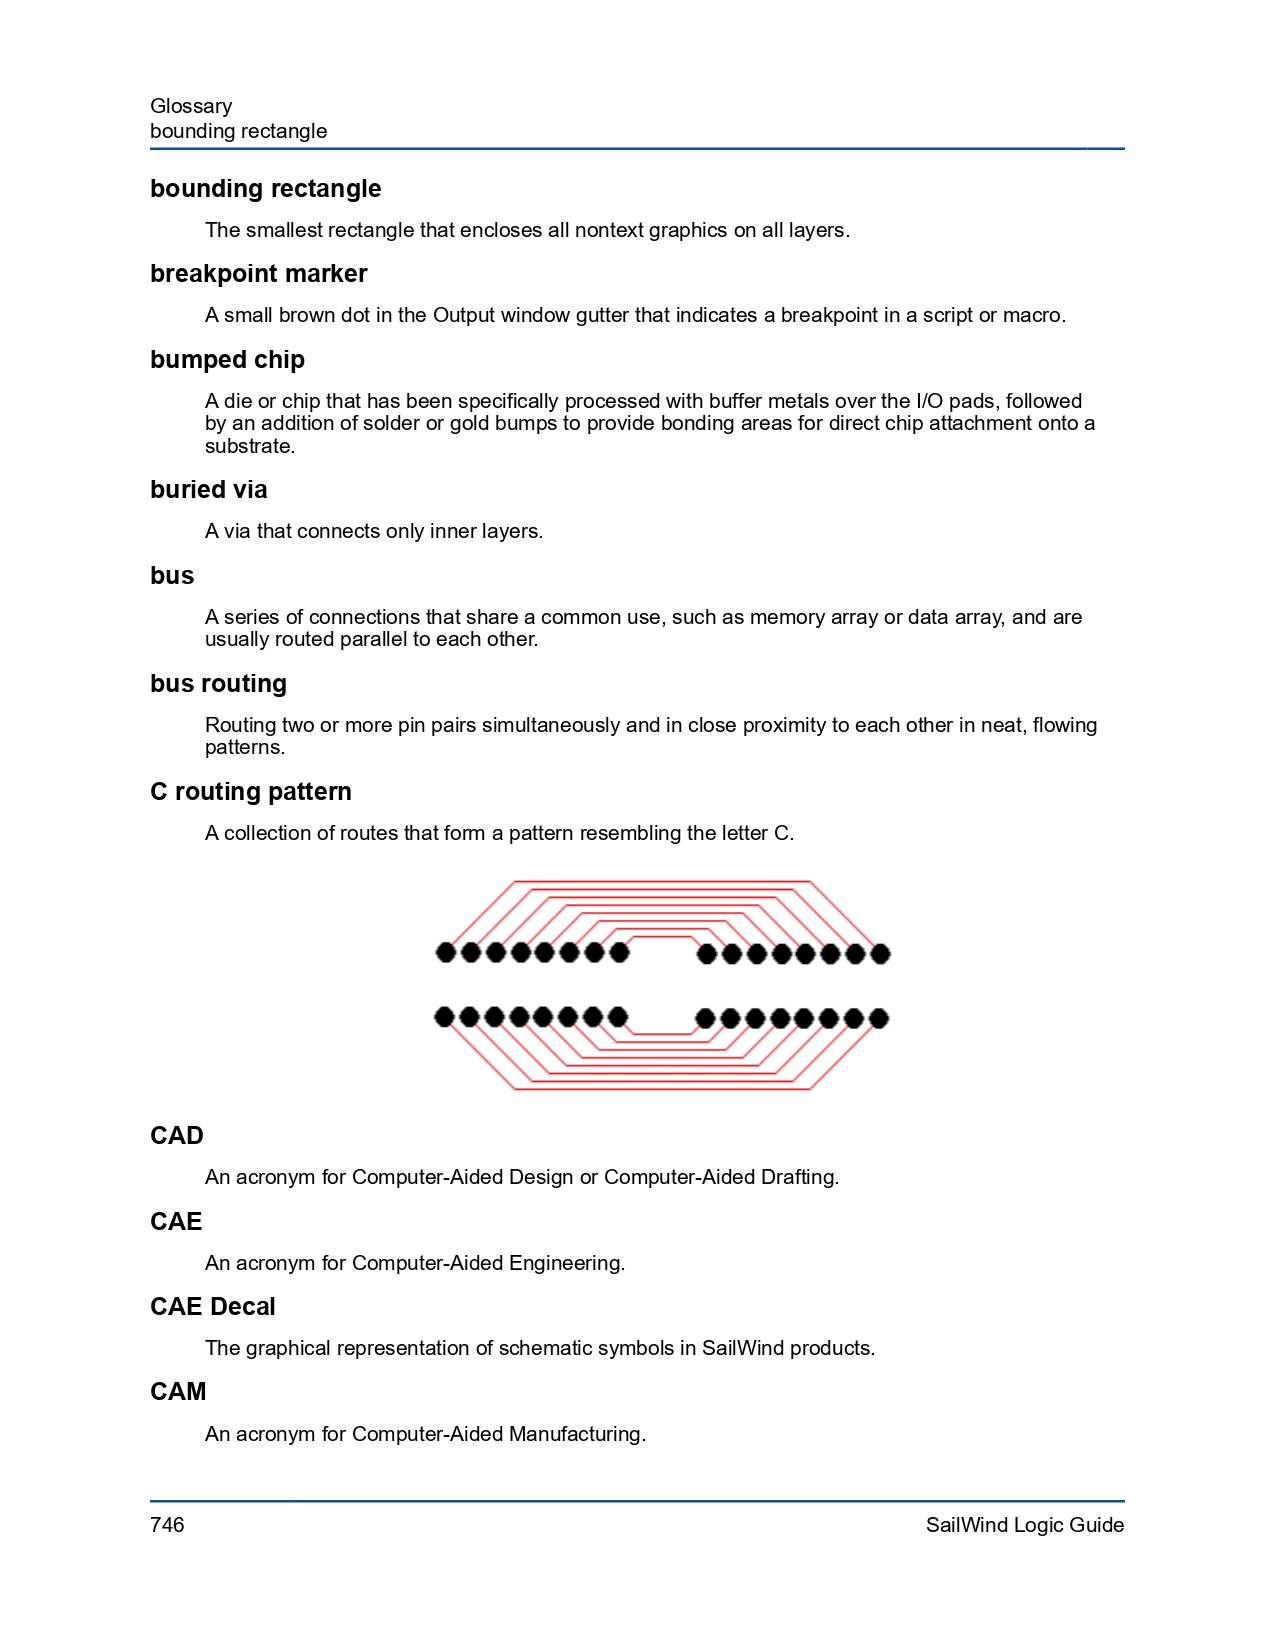 Glossary
bounding rectangle
bounding rectangle
The smallest rectangle that encloses all nontext graphics on all layers.
breakpoint marker
A small brown dot in the Output window gutter that indicates a breakpoint in a script or macro.
bumped chip
A die or chip that has been specifically processed with buffer metals over the I/O pads, followed
by an addition of solder or gold bumps to provide bonding areas for direct chip attachment onto a
substrate.
buried via
A via that connects only inner layers.
bus
A series of connections that share a common use, such as memory array or data array, and are
usually routed parallel to each other.
bus routing
Routing two or more pin pairs simultaneously and in close proximity to each other in neat, flowing
patterns.
C routing pattern
A collection of routes that form a pattern resembling the letter C.
CAD
An acronym for Computer-Aided Design or Computer-Aided Drafting.
CAE
An acronym for Computer-Aided Engineering.
CAE Decal
The graphical representation of schematic symbols in SailWind products.
CAM
An acronym for Computer-Aided Manufacturing.
746
SailWind Logic Guide